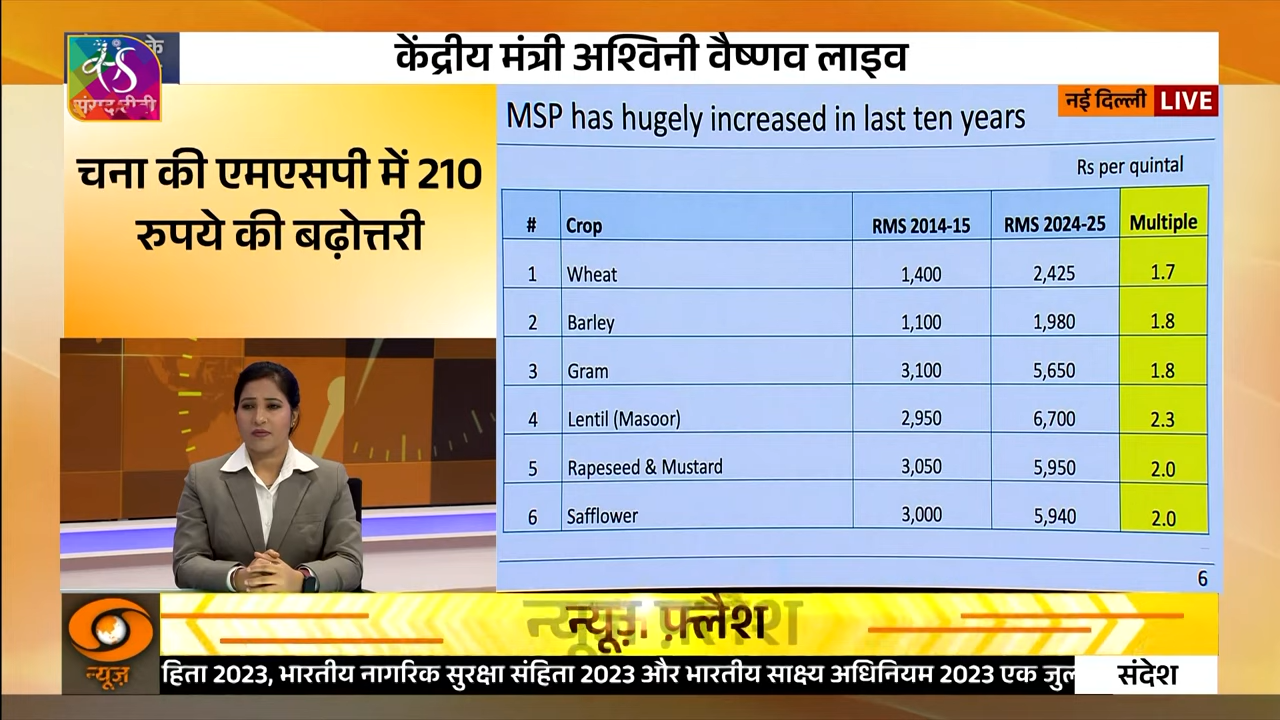 केंद्रीय मंत्री अश्विनी वैष्णव लाइव
के
संसद टीवी
नई दिल्ली LIVE
चना की एमएसपी में 210
रुपये की बढ़ोत्तरी
MSP has hugely increased in last ten years
Rs per quintal
# Crop RMS 2014-15 RMS 2024-25 Multiple
1 Wheat 1,400 2,425 1.7
2 Barley 1,100 1,980 1.8
3 Gram 3,100 5,650 1.8
4 Lentil (Masoor) 2,950 6,700 2.3
5 Rapeseed & Mustard 3,050 5,950 2.0
6 Safflower 3,000 5,940 2.0
6
न्यूज़ फ़्लैश
न्यूज़
हिता 2023, भारतीय नागरिक सुरक्षा संहिता 2023 और भारतीय साक्ष्य अधिनियम 2023 एक जुल
संदेश